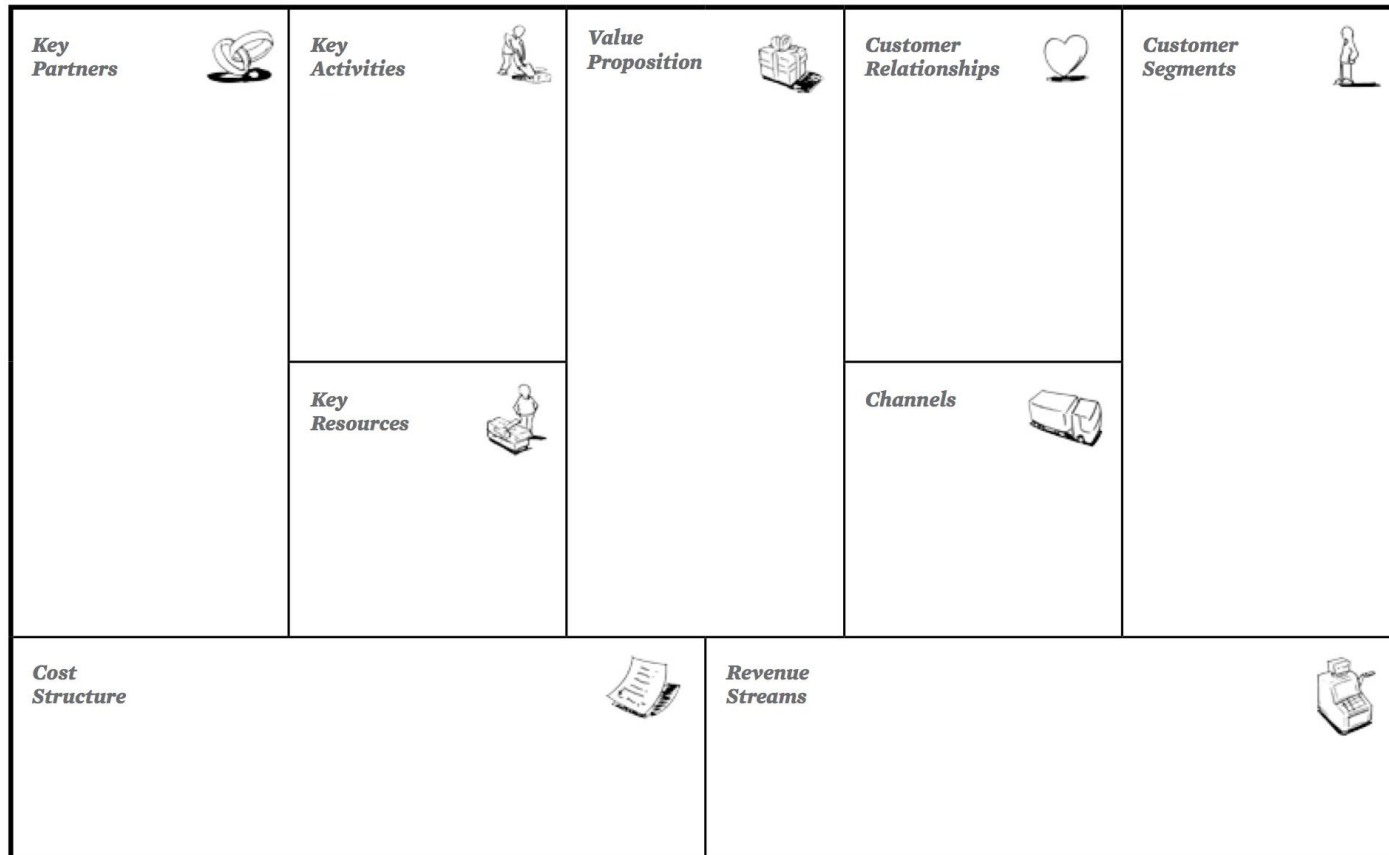 Key
Partners
Key
Activities
Value
Proposition
Customer
Relationships
Customer
Segments
Key
Resources
Channels
Cost
Structure
Revenue
Streams